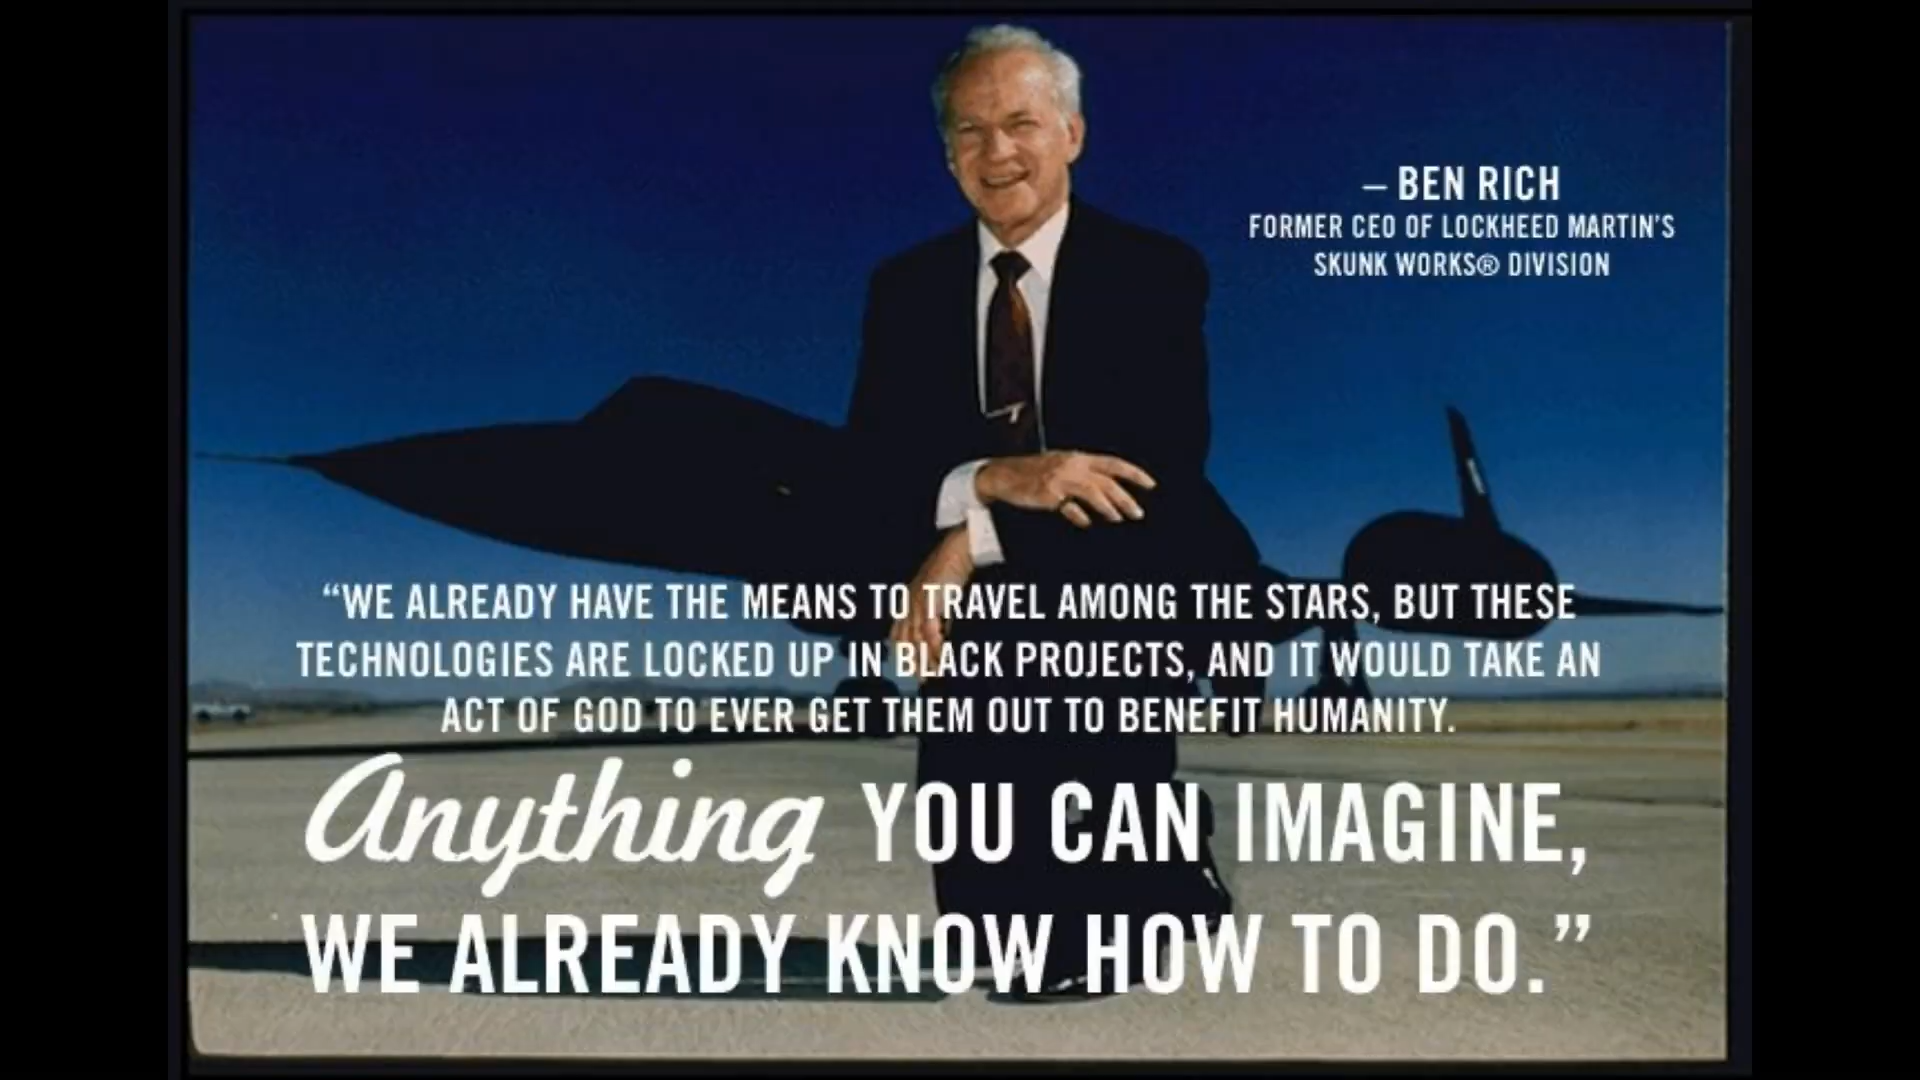 – BEN RICH
FORMER CEO OF LOCKHEED MARTIN'S
SKUNK WORKS® DIVISION
“WE ALREADY HAVE THE MEANS TO TRAVEL AMONG THE STARS, BUT THESE
TECHNOLOGIES ARE LOCKED UP IN BLACK PROJECTS, AND IT WOULD TAKE AN
ACT OF GOD TO EVER GET THEM OUT TO BENEFIT HUMANITY.
Anything YOU CAN IMAGINE,
WE ALREADY KNOW HOW TO DO.”